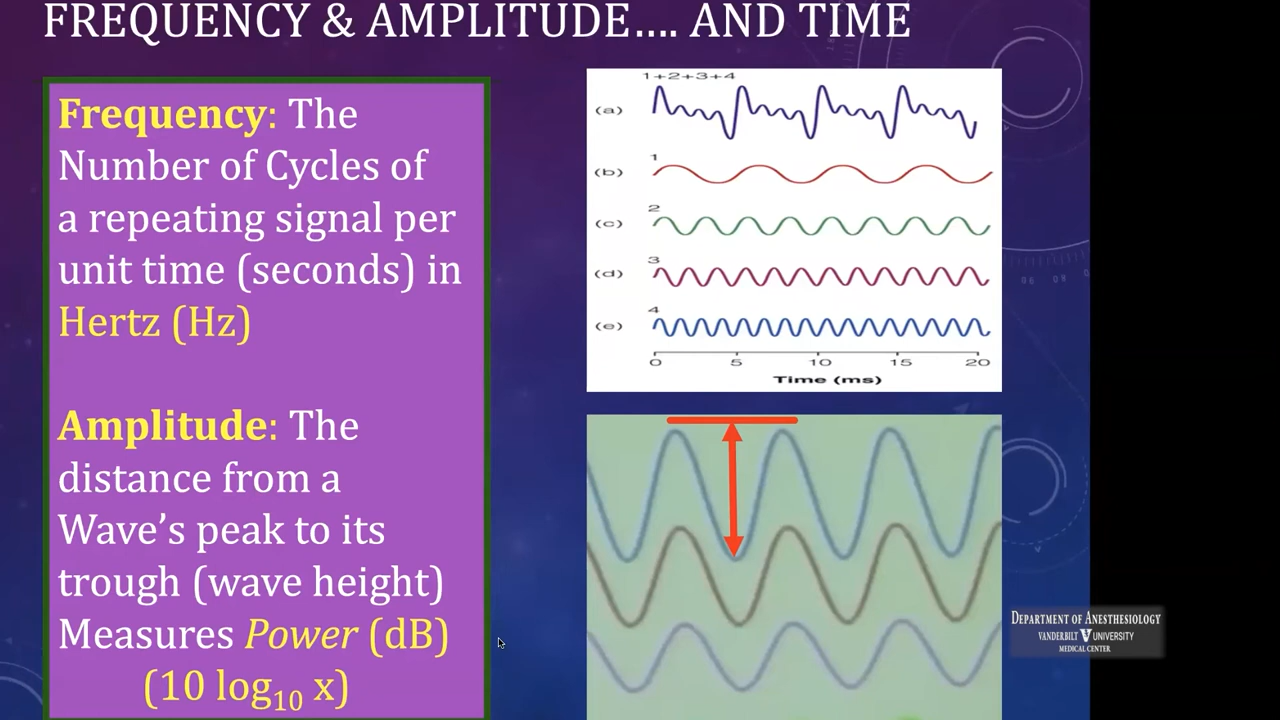 FREQUENCY & AMPLITUDE.... AND TIME
Frequency: The
Number of Cycles of
a repeating signal per
unit time (seconds) in
Hertz (Hz)
Amplitude: The
distance from a
Wave's peak to its
trough (wave height)
Measures Power (dB)
(10 log₁₀ x)
1+2+3+4
(a)
1
(b)
2
(c)
3
(d)
4
(e)
0 5 10 15 20
Time (ms)
DEPARTMENT OF ANESTHESIOLOGY
VANDERBILT V UNIVERSITY
MEDICAL CENTER